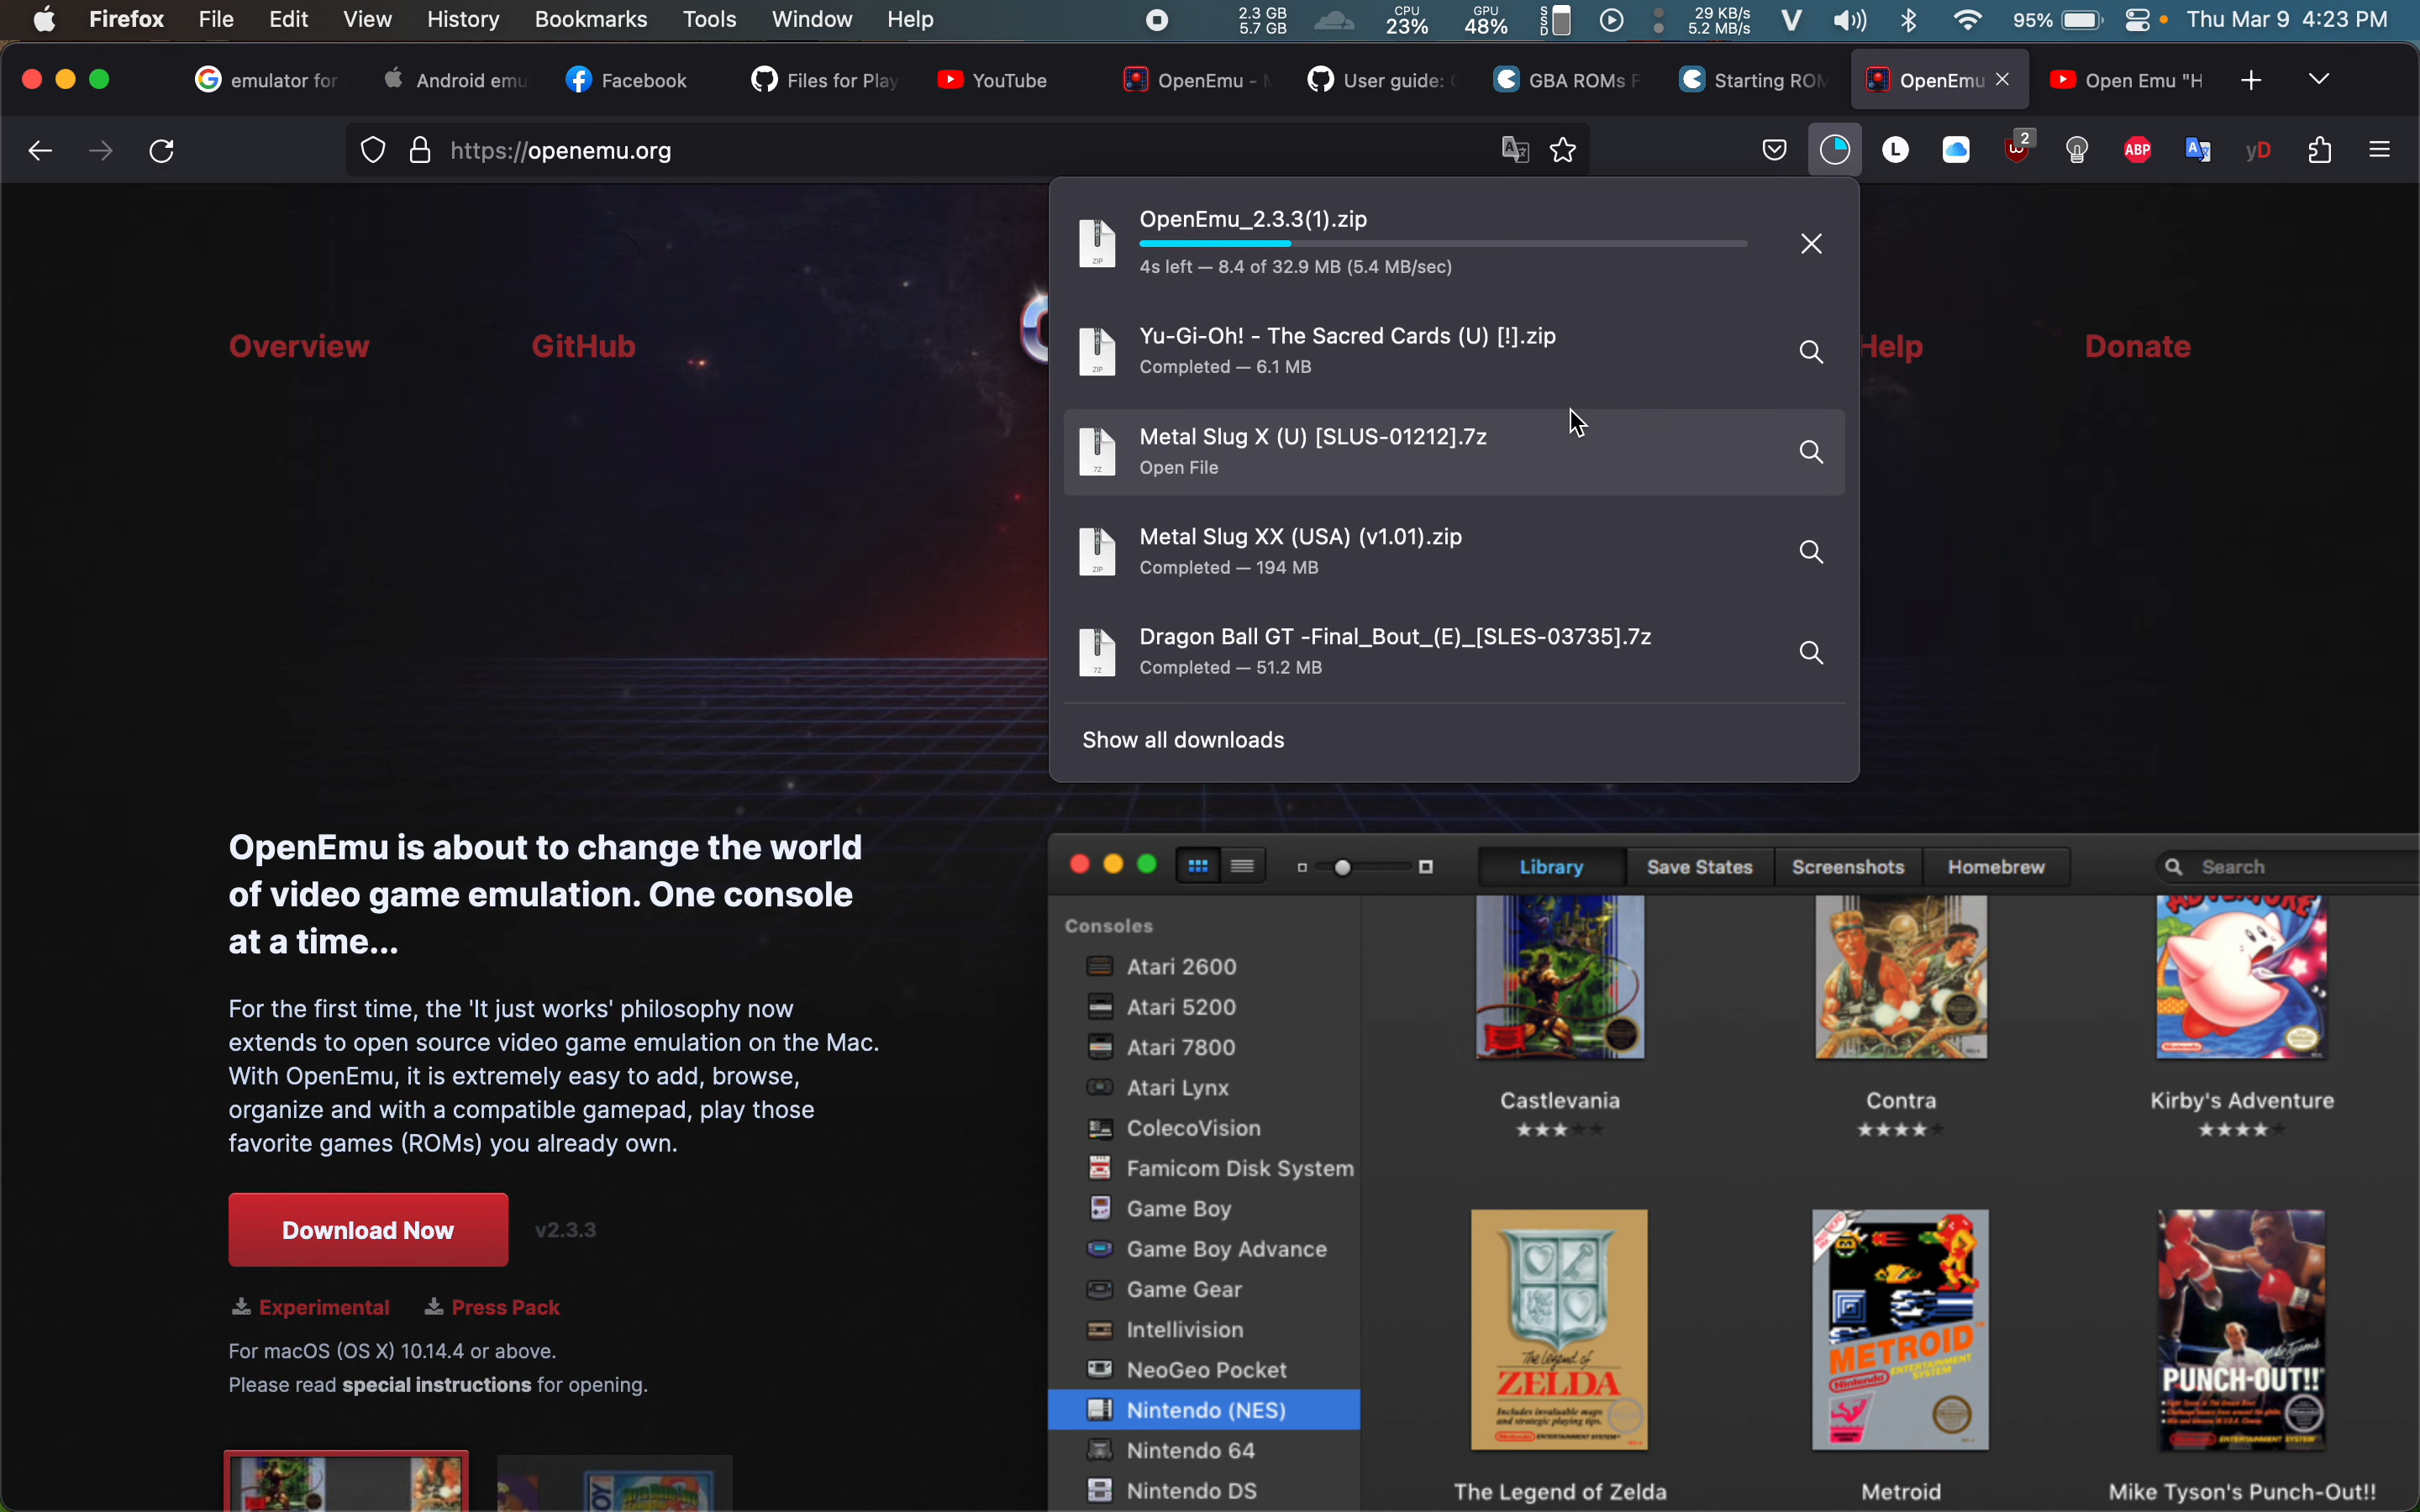 Firefox File Edit View History Bookmarks Tools Window Help
2.3 GB
5.7 GB
CPU
23%
GPU
48%
SSD
29 KB/s
5.2 MB/s
95%
Thu Mar 9 4:23 PM
emulator for
Android emu
Facebook
Files for Play
YouTube
OpenEmu - M
User guide: C
GBA ROMs F
Starting ROM
OpenEmu
Open Emu "H
https://openemu.org
L
2
ABP
yD
OpenEmu_2.3.3(1).zip
4s left — 8.4 of 32.9 MB (5.4 MB/sec)
Yu-Gi-Oh! - The Sacred Cards (U) [!].zip
Completed — 6.1 MB
Metal Slug X (U) [SLUS-01212].7z
Open File
Metal Slug XX (USA) (v1.01).zip
Completed — 194 MB
Dragon Ball GT -Final_Bout_(E)_[SLES-03735].7z
Completed — 51.2 MB
Show all downloads
Overview
GitHub
Help
Donate
OpenEmu is about to change the world
of video game emulation. One console
at a time...
For the first time, the 'It just works' philosophy now
extends to open source video game emulation on the Mac.
With OpenEmu, it is extremely easy to add, browse,
organize and with a compatible gamepad, play those
favorite games (ROMs) you already own.
Download Now
v2.3.3
Experimental
Press Pack
For macOS (OS X) 10.14.4 or above.
Please read special instructions for opening.
Library
Save States
Screenshots
Homebrew
Search
Consoles
Atari 2600
Atari 5200
Atari 7800
Atari Lynx
ColecoVision
Famicom Disk System
Game Boy
Game Boy Advance
Game Gear
Intellivision
NeoGeo Pocket
Nintendo (NES)
Nintendo 64
Nintendo DS
Castlevania
Contra
Kirby's Adventure
The Legend of
ZELDA
METROID
PUNCH-OUT!!
The Legend of Zelda
Metroid
Mike Tyson's Punch-Out!!